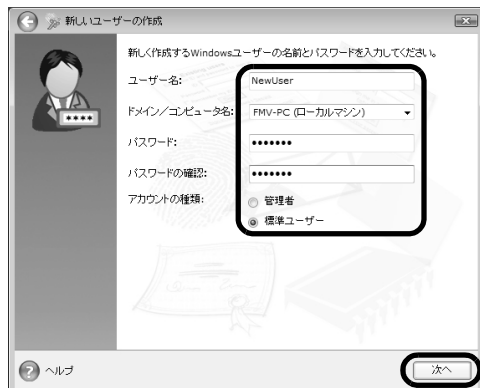 新しいユーザーの作成
新しく作成するWindowsユーザーの名前とパスワードを入力してください。
ユーザー名: NewUser
ドメイン／コンピュータ名: FMV-PC (ローカルマシン)
パスワード: •••••••
パスワードの確認: •••••••
アカウントの種類: 管理者
標準ユーザー
ヘルプ
次へ